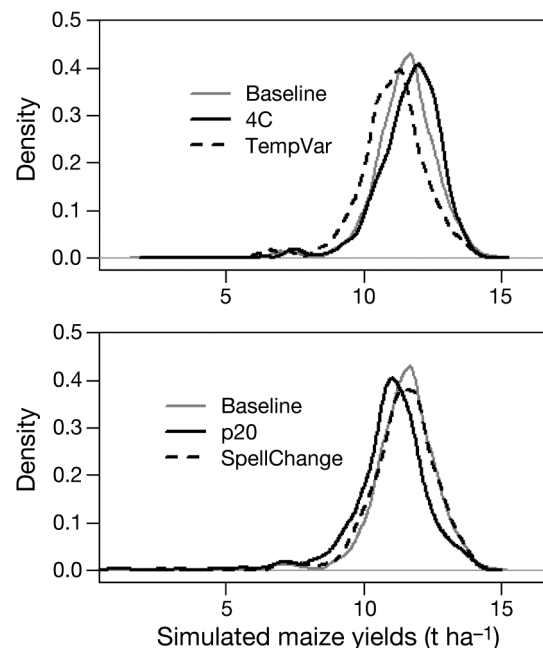 0.5
0.4
0.3
0.2
0.1
0.0
Density
Baseline
4C
TempVar
5
10
15
0.5
0.4
0.3
0.2
0.1
0.0
Density
Baseline
p20
SpellChange
5
10
15
Simulated maize yields (t ha⁻¹)